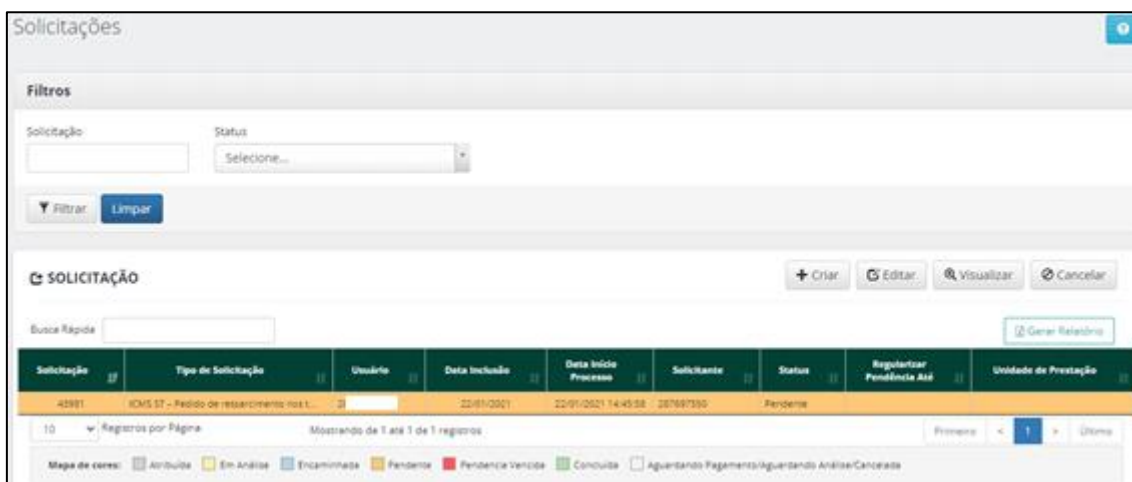 Solicitações
Filtros
Solicitação Status
Selecione...
Filtrar Limpar
SOLICITAÇÃO
Criar Editar Visualizar Cancelar
Busca Rápida Gerar Relatório
Solicitação Tipo de Solicitação Usuário Data Inclusão Data Início Processo Solicitante Status Regularizar Pendência Até Unidade de Prestação
ICMS ST - Pedido de ressarcimento nos t... 22/01/2021 22/01/2021 14:45:58 Pendente
10 Registros por Página Mostrando de 1 até 1 de 1 registros Primeiro < 1 > Último
Mapa de cores: Atribuída Em Análise Encaminhada Pendente Pendencia Vencida Concluída Aguardando Pagamento/Aguardando Análise/Cancelada